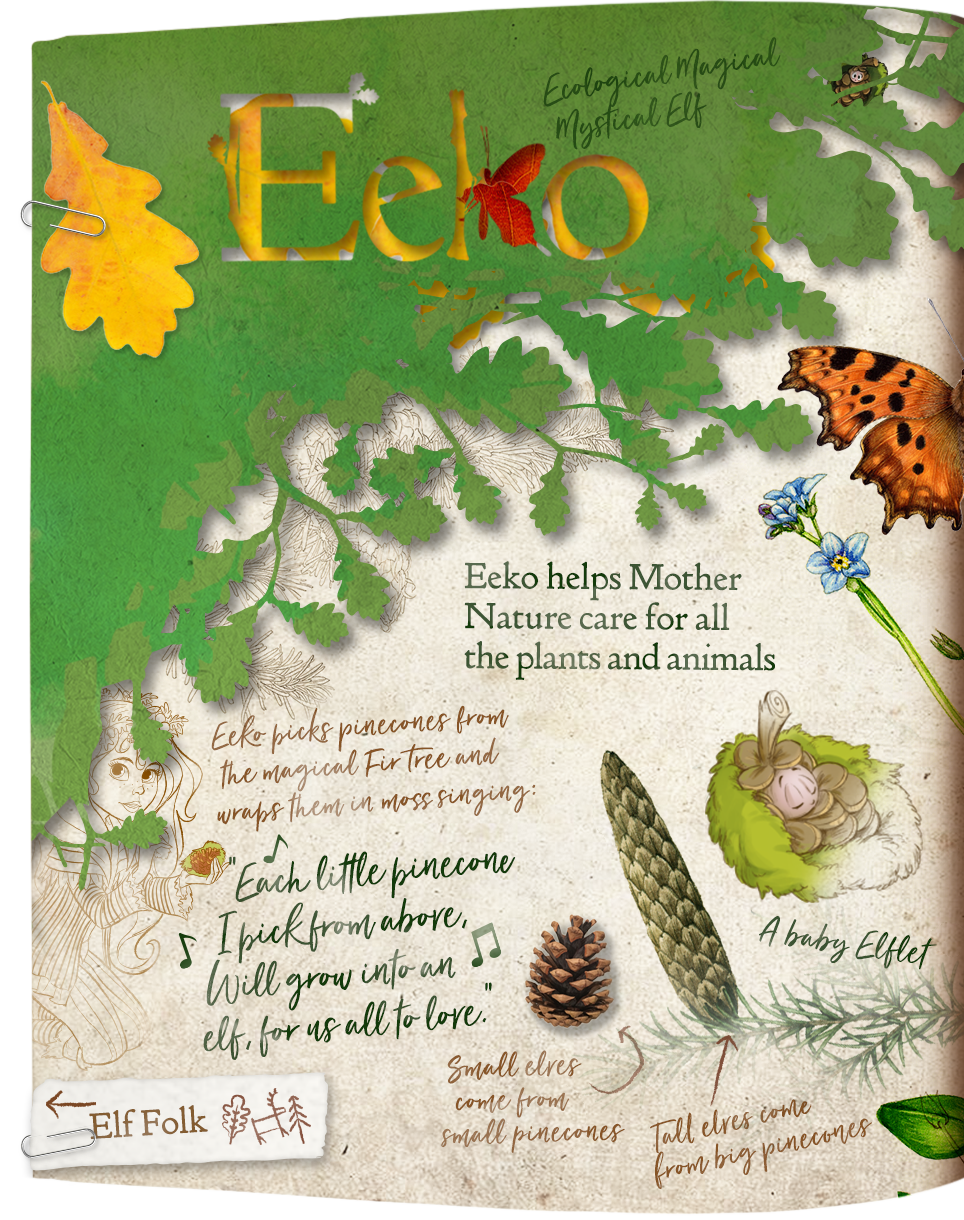 Ecological Magical
Mystical Elf
Eeko
Eeko helps Mother
Nature care for all
the plants and animals
Eeko picks pinecones from
the magical Fir Tree and
wraps them in moss singing:
"Each little pinecone
I pick from above,
Will grow into an
elf, for us all to love."
A baby Elflet
Small elves
come from
small pinecones
Tall elves come
from big pinecones
Elf Folk